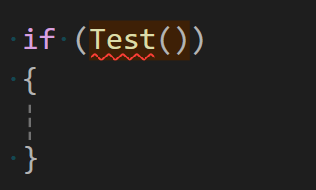 if (Test())
{
}